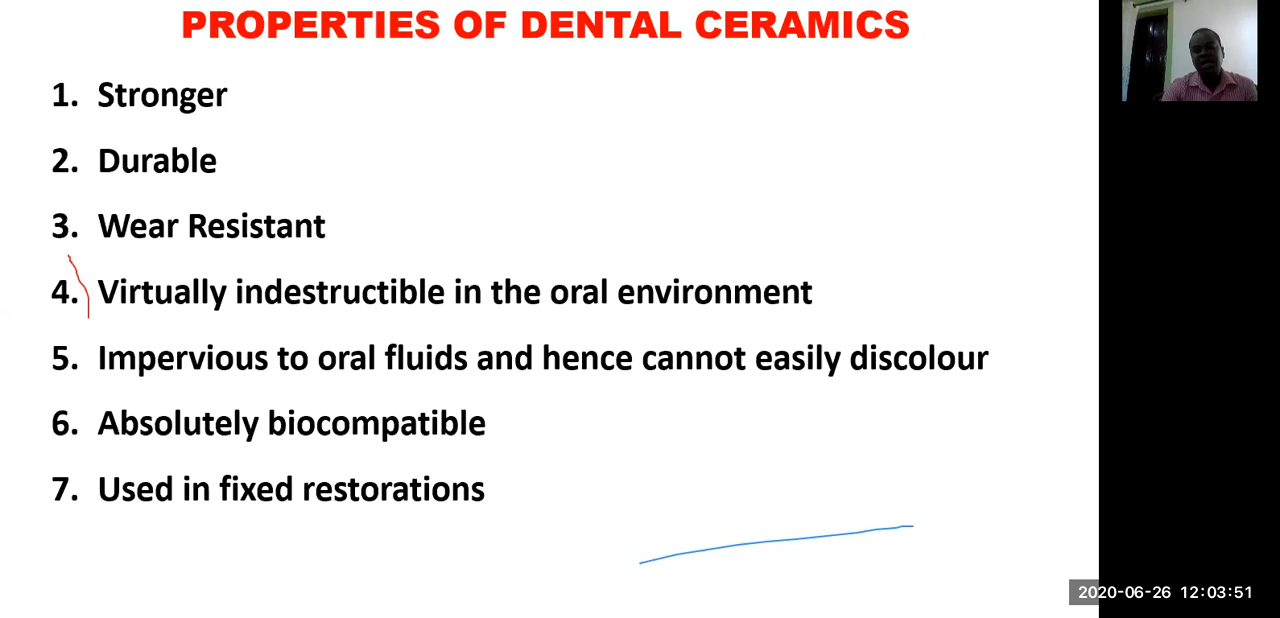 PROPERTIES OF DENTAL CERAMICS
1. Stronger
2. Durable
3. Wear Resistant
4. Virtually indestructible in the oral environment
5. Impervious to oral fluids and hence cannot easily discolour
6. Absolutely biocompatible
7. Used in fixed restorations
2020-06-26 12:03:51